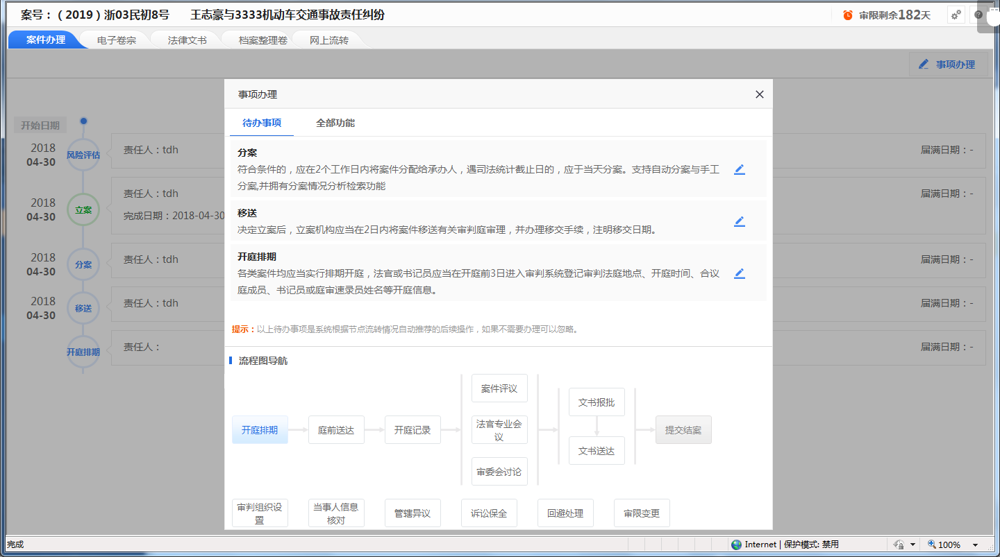 案号：（2019）浙03民初8号 王志豪与3333机动车交通事故责任纠纷
审限剩余182天
案件办理 电子卷宗 法律文书 档案整理卷 网上流转
事项办理
事项办理
待办事项 全部功能
开始日期
2018
04-30
风险评估
责任人：tdh
届满日期：-
2018
04-30
立案
责任人：tdh
完成日期：2018-04-30
届满日期：-
2018
04-30
分案
责任人：tdh
届满日期：-
2018
04-30
移送
责任人：tdh
届满日期：-
开庭排期
责任人：
届满日期：-
分案
符合条件的，应在2个工作日内将案件分配给承办人，遇司法统计截止日的，应于当天分案。支持自动分案与手工
分案,并拥有分案情况分析检索功能
移送
决定立案后，立案机构应当在2日内将案件移送有关审判庭审理，并办理移交手续，注明移交日期。
开庭排期
各类案件均应当实行排期开庭，法官或书记员应当在开庭前3日进入审判系统登记审判法庭地点、开庭时间、合议
庭成员、书记员或庭审速录员姓名等开庭信息。
提示：以上待办事项是系统根据节点流转情况自动推荐的后续操作，如果不需要办理可以忽略。
流程图导航
开庭排期
庭前送达
开庭记录
案件评议
法官专业会
议
审委会讨论
文书报批
文书送达
提交结案
审判组织设
置
当事人信息
核对
管辖异议
诉讼保全
回避处理
审限变更
完成
Internet | 保护模式: 禁用
100%